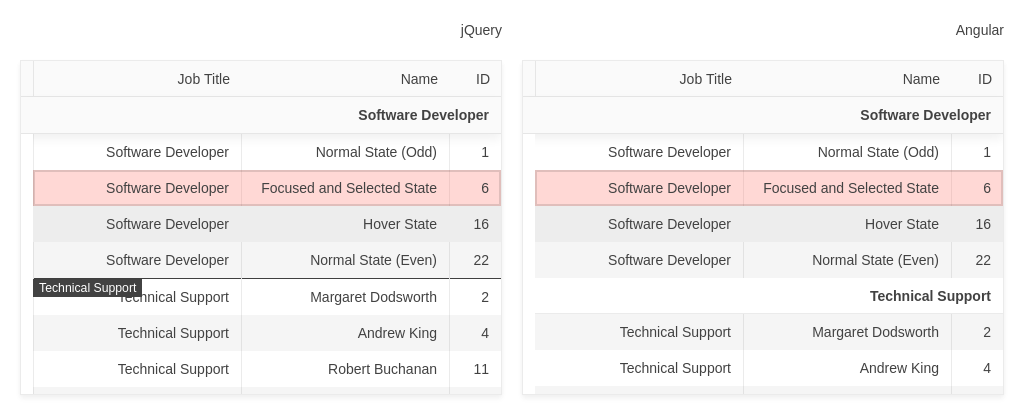 jQuery
Job Title Name ID
Software Developer
Software Developer Normal State (Odd) 1
Software Developer Focused and Selected State 6
Software Developer Hover State 16
Software Developer Normal State (Even) 22
Technical Support
Technical Support Margaret Dodsworth 2
Technical Support Andrew King 4
Technical Support Robert Buchanan 11
Angular
Job Title Name ID
Software Developer
Software Developer Normal State (Odd) 1
Software Developer Focused and Selected State 6
Software Developer Hover State 16
Software Developer Normal State (Even) 22
Technical Support
Technical Support Margaret Dodsworth 2
Technical Support Andrew King 4